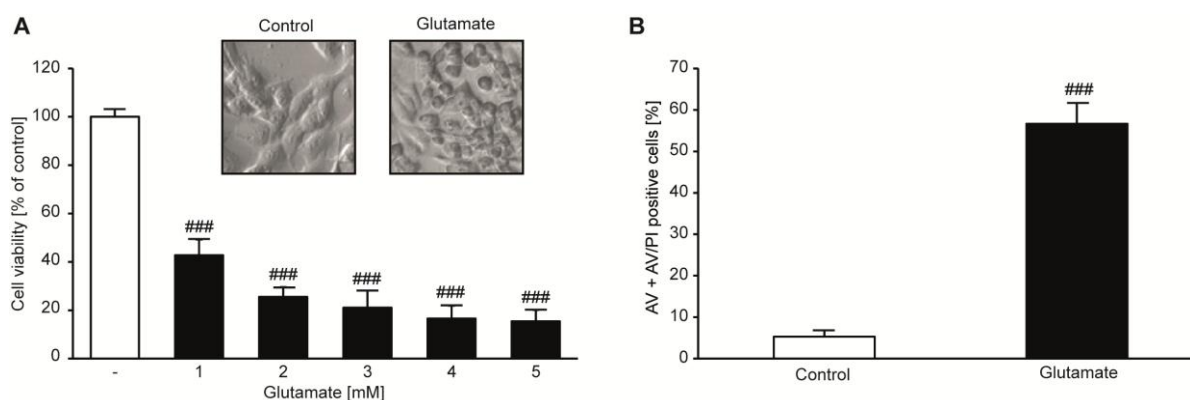 A
Control
Glutamate
Cell viability [% of control]
120
100
80
60
40
20
0
###
###
###
###
###
- 1 2 3 4 5
Glutamate [mM]
B
AV + AV/PI positive cells [%]
70
60
50
40
30
20
10
0
###
Control
Glutamate